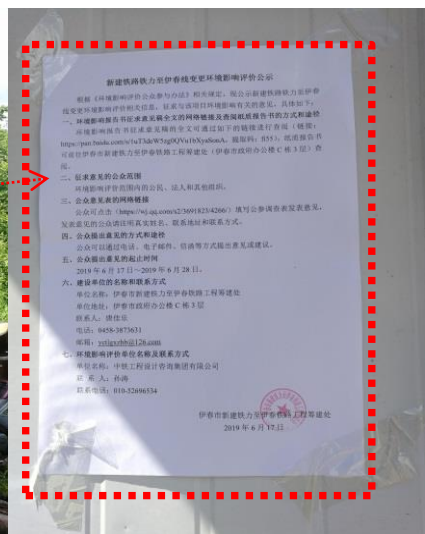 新建铁路铁力至伊春线变更环境影响评价公示
根据《环境影响评价公众参与办法》相关规定，现公示新建铁路铁力至伊春
线变更环境影响评价相关信息，征求与该项目环境影响有关的意见，具体如下：
一、环境影响报告书征求意见稿全文的网络链接及查阅纸质报告书的方式和途径
环境影响报告书征求意见稿的全文可通过如下的链接进行查阅（链接：
提取码：fl55），纸质报告书
可前往伊春市新建铁力至伊春铁路工程筹建处（伊春市政府办公楼C栋3层）查
阅。
二、征求意见的公众范围
环境影响评价范围内的公民、法人和其他组织。
三、公众意见表的网络链接
公众可点击（https://wj.qq.com/s2/3691823/4266/）填写公参调查表发表意见，
发表意见的公众请注明真实姓名、联系地址和联系方式。
四、公众提出意见的方式和途径
公众可以通过电话、电子邮件、信函等方式提出意见或建议。
五、公众提出意见的起止时间
2019年6月17日～2019年6月28日。
六、建设单位的名称和联系方式
单位名称：伊春市新建铁力至伊春铁路工程筹建处
单位地址：伊春市政府办公楼C栋3层
联系人：
电话：0458-3873631
邮箱：
七、环境影响评价单位名称及联系方式
单位名称：中铁工程设计咨询集团有限公司
联系人：孙涛
联系电话：010-52696534
伊春市新建铁力至伊春铁路工程筹建处
2019年6月17日